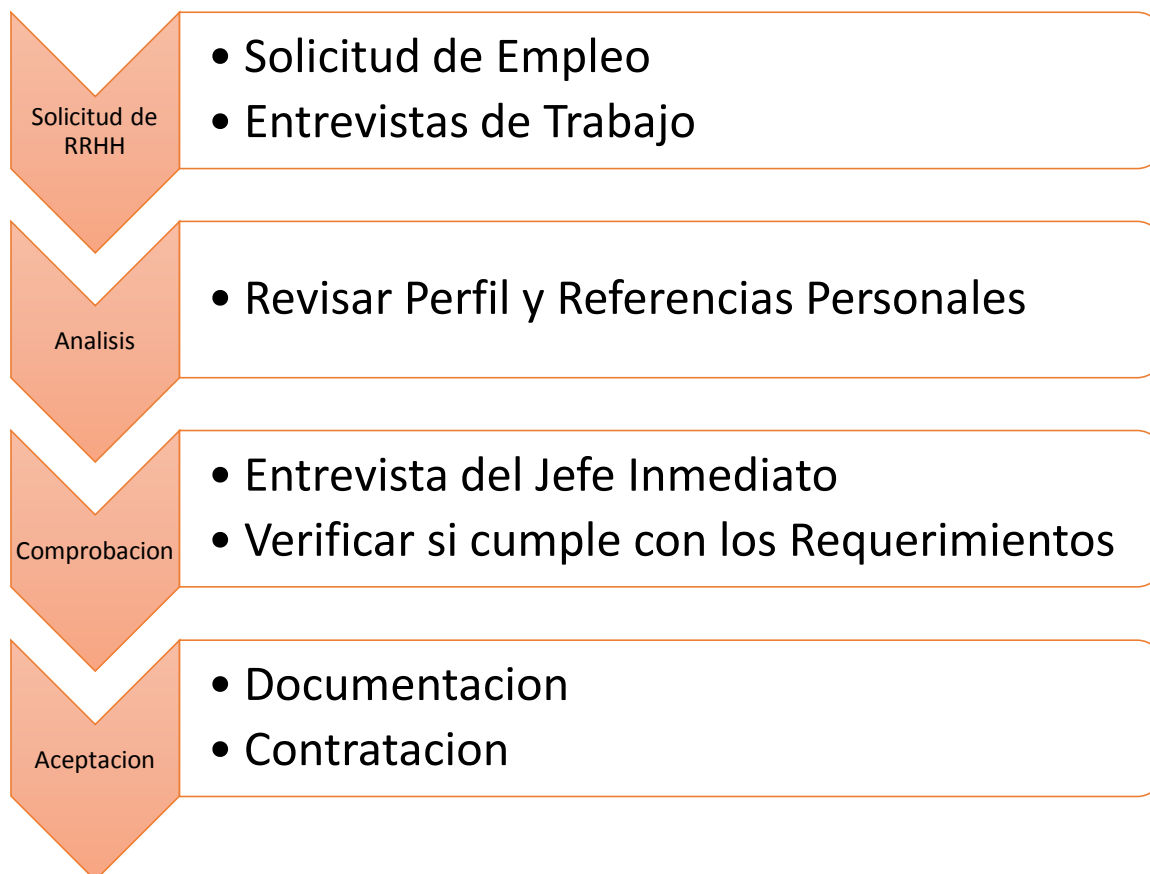 Solicitud de
RRHH
• Solicitud de Empleo
• Entrevistas de Trabajo
Analisis
• Revisar Perfil y Referencias Personales
Comprobacion
• Entrevista del Jefe Inmediato
• Verificar si cumple con los Requerimientos
Aceptacion
• Documentacion
• Contratacion